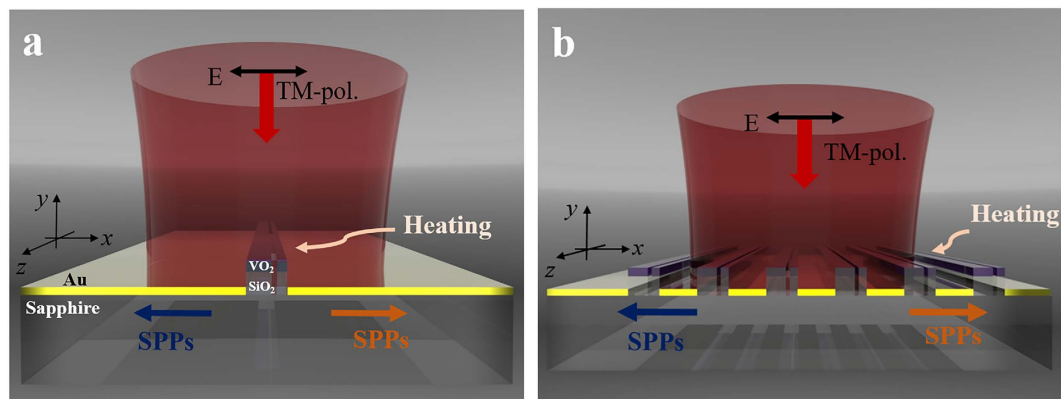 a
E
TM-pol.
Heating
y
x
z
Au
VO₂
SiO₂
Sapphire
SPPs
SPPs
b
E
TM-pol.
Heating
y
x
z
SPPs
SPPs